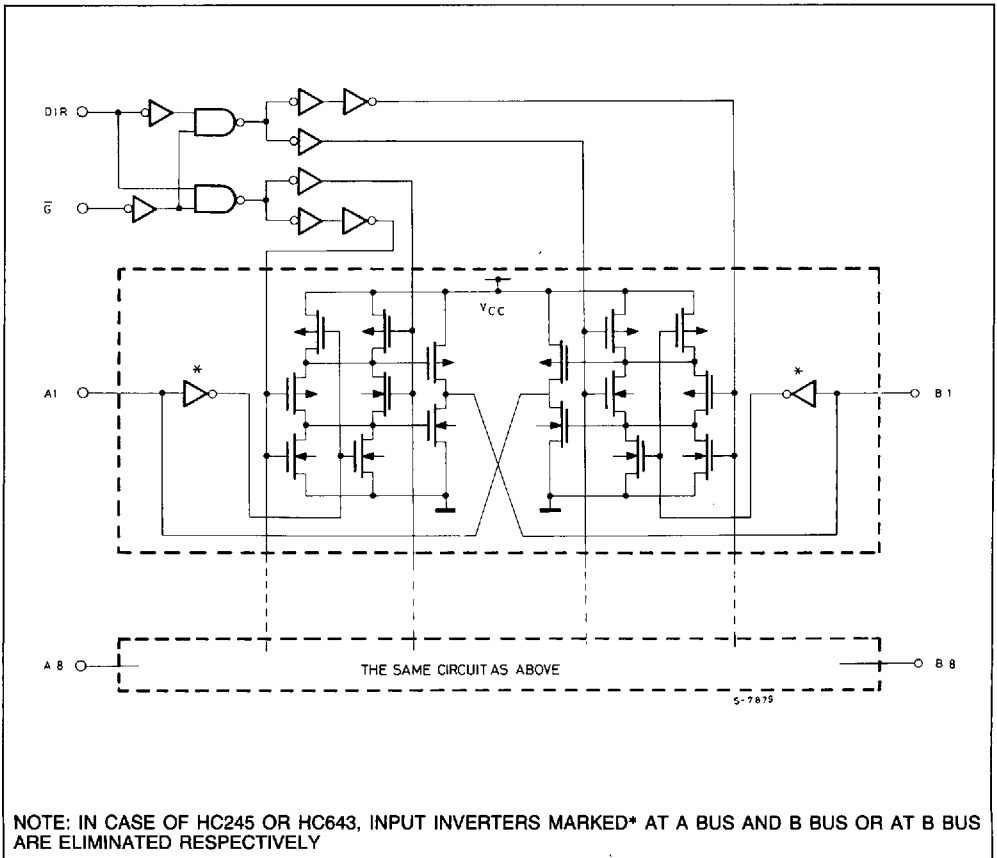 DIR
G
VCC
*
*
A1
B1
A8
THE SAME CIRCUIT AS ABOVE
B8
S-7879
NOTE: IN CASE OF HC245 OR HC643, INPUT INVERTERS MARKED* AT A BUS AND B BUS OR AT B BUS
ARE ELIMINATED RESPECTIVELY